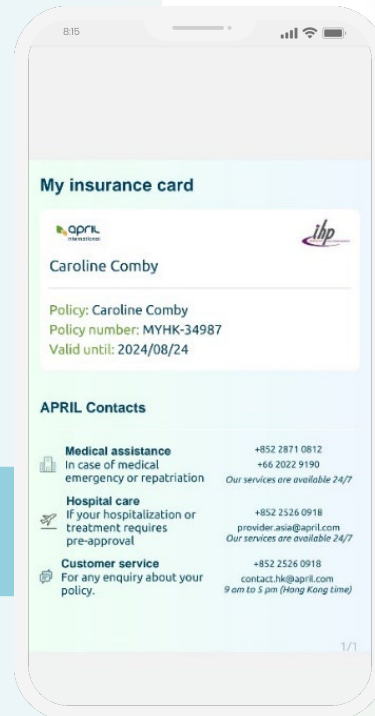 8:15
My insurance card
april
international
ihp
Caroline Comby
Policy: Caroline Comby
Policy number: MYHK-34987
Valid until: 2024/08/24
APRIL Contacts
Medical assistance
In case of medical
emergency or repatriation
+852 2871 0812
+66 2022 9190
Our services are available 24/7
Hospital care
If your hospitalization or
treatment requires
pre-approval
+852 2526 0918
provider.asia@april.com
Our services are available 24/7
Customer service
For any enquiry about your
policy.
+852 2526 0918
contact.hk@april.com
9 am to 5 pm (Hong Kong time)
1/1